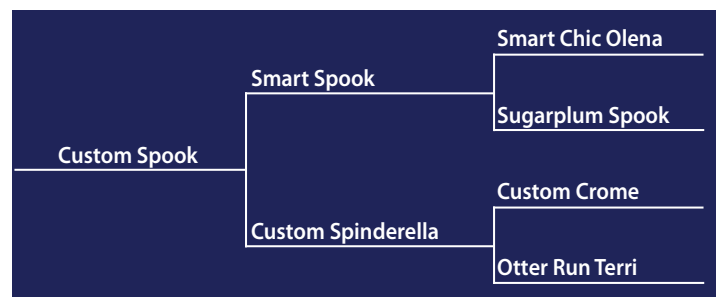 Smart Chic Olena
Smart Spook
Sugarplum Spook
Custom Spook
Custom Crome
Custom Spinderella
Otter Run Terri